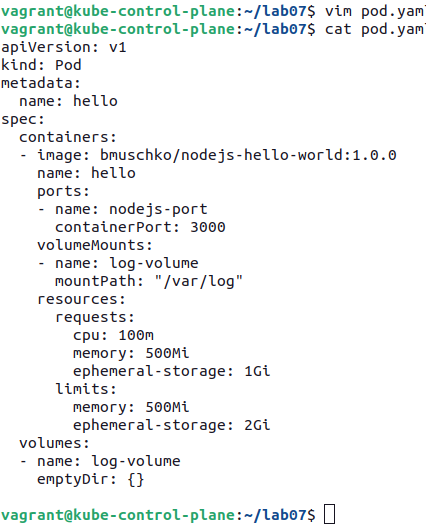 vagrant@kube-control-plane:~/lab07$ vim pod.yaml
vagrant@kube-control-plane:~/lab07$ cat pod.yaml
apiVersion: v1
kind: Pod
metadata:
  name: hello
spec:
  containers:
  - image: bmuschko/nodejs-hello-world:1.0.0
    name: hello
    ports:
    - name: nodejs-port
      containerPort: 3000
    volumeMounts:
    - name: log-volume
      mountPath: "/var/log"
    resources:
      requests:
        cpu: 100m
        memory: 500Mi
        ephemeral-storage: 1Gi
      limits:
        memory: 500Mi
        ephemeral-storage: 2Gi
  volumes:
  - name: log-volume
    emptyDir: {}
vagrant@kube-control-plane:~/lab07$